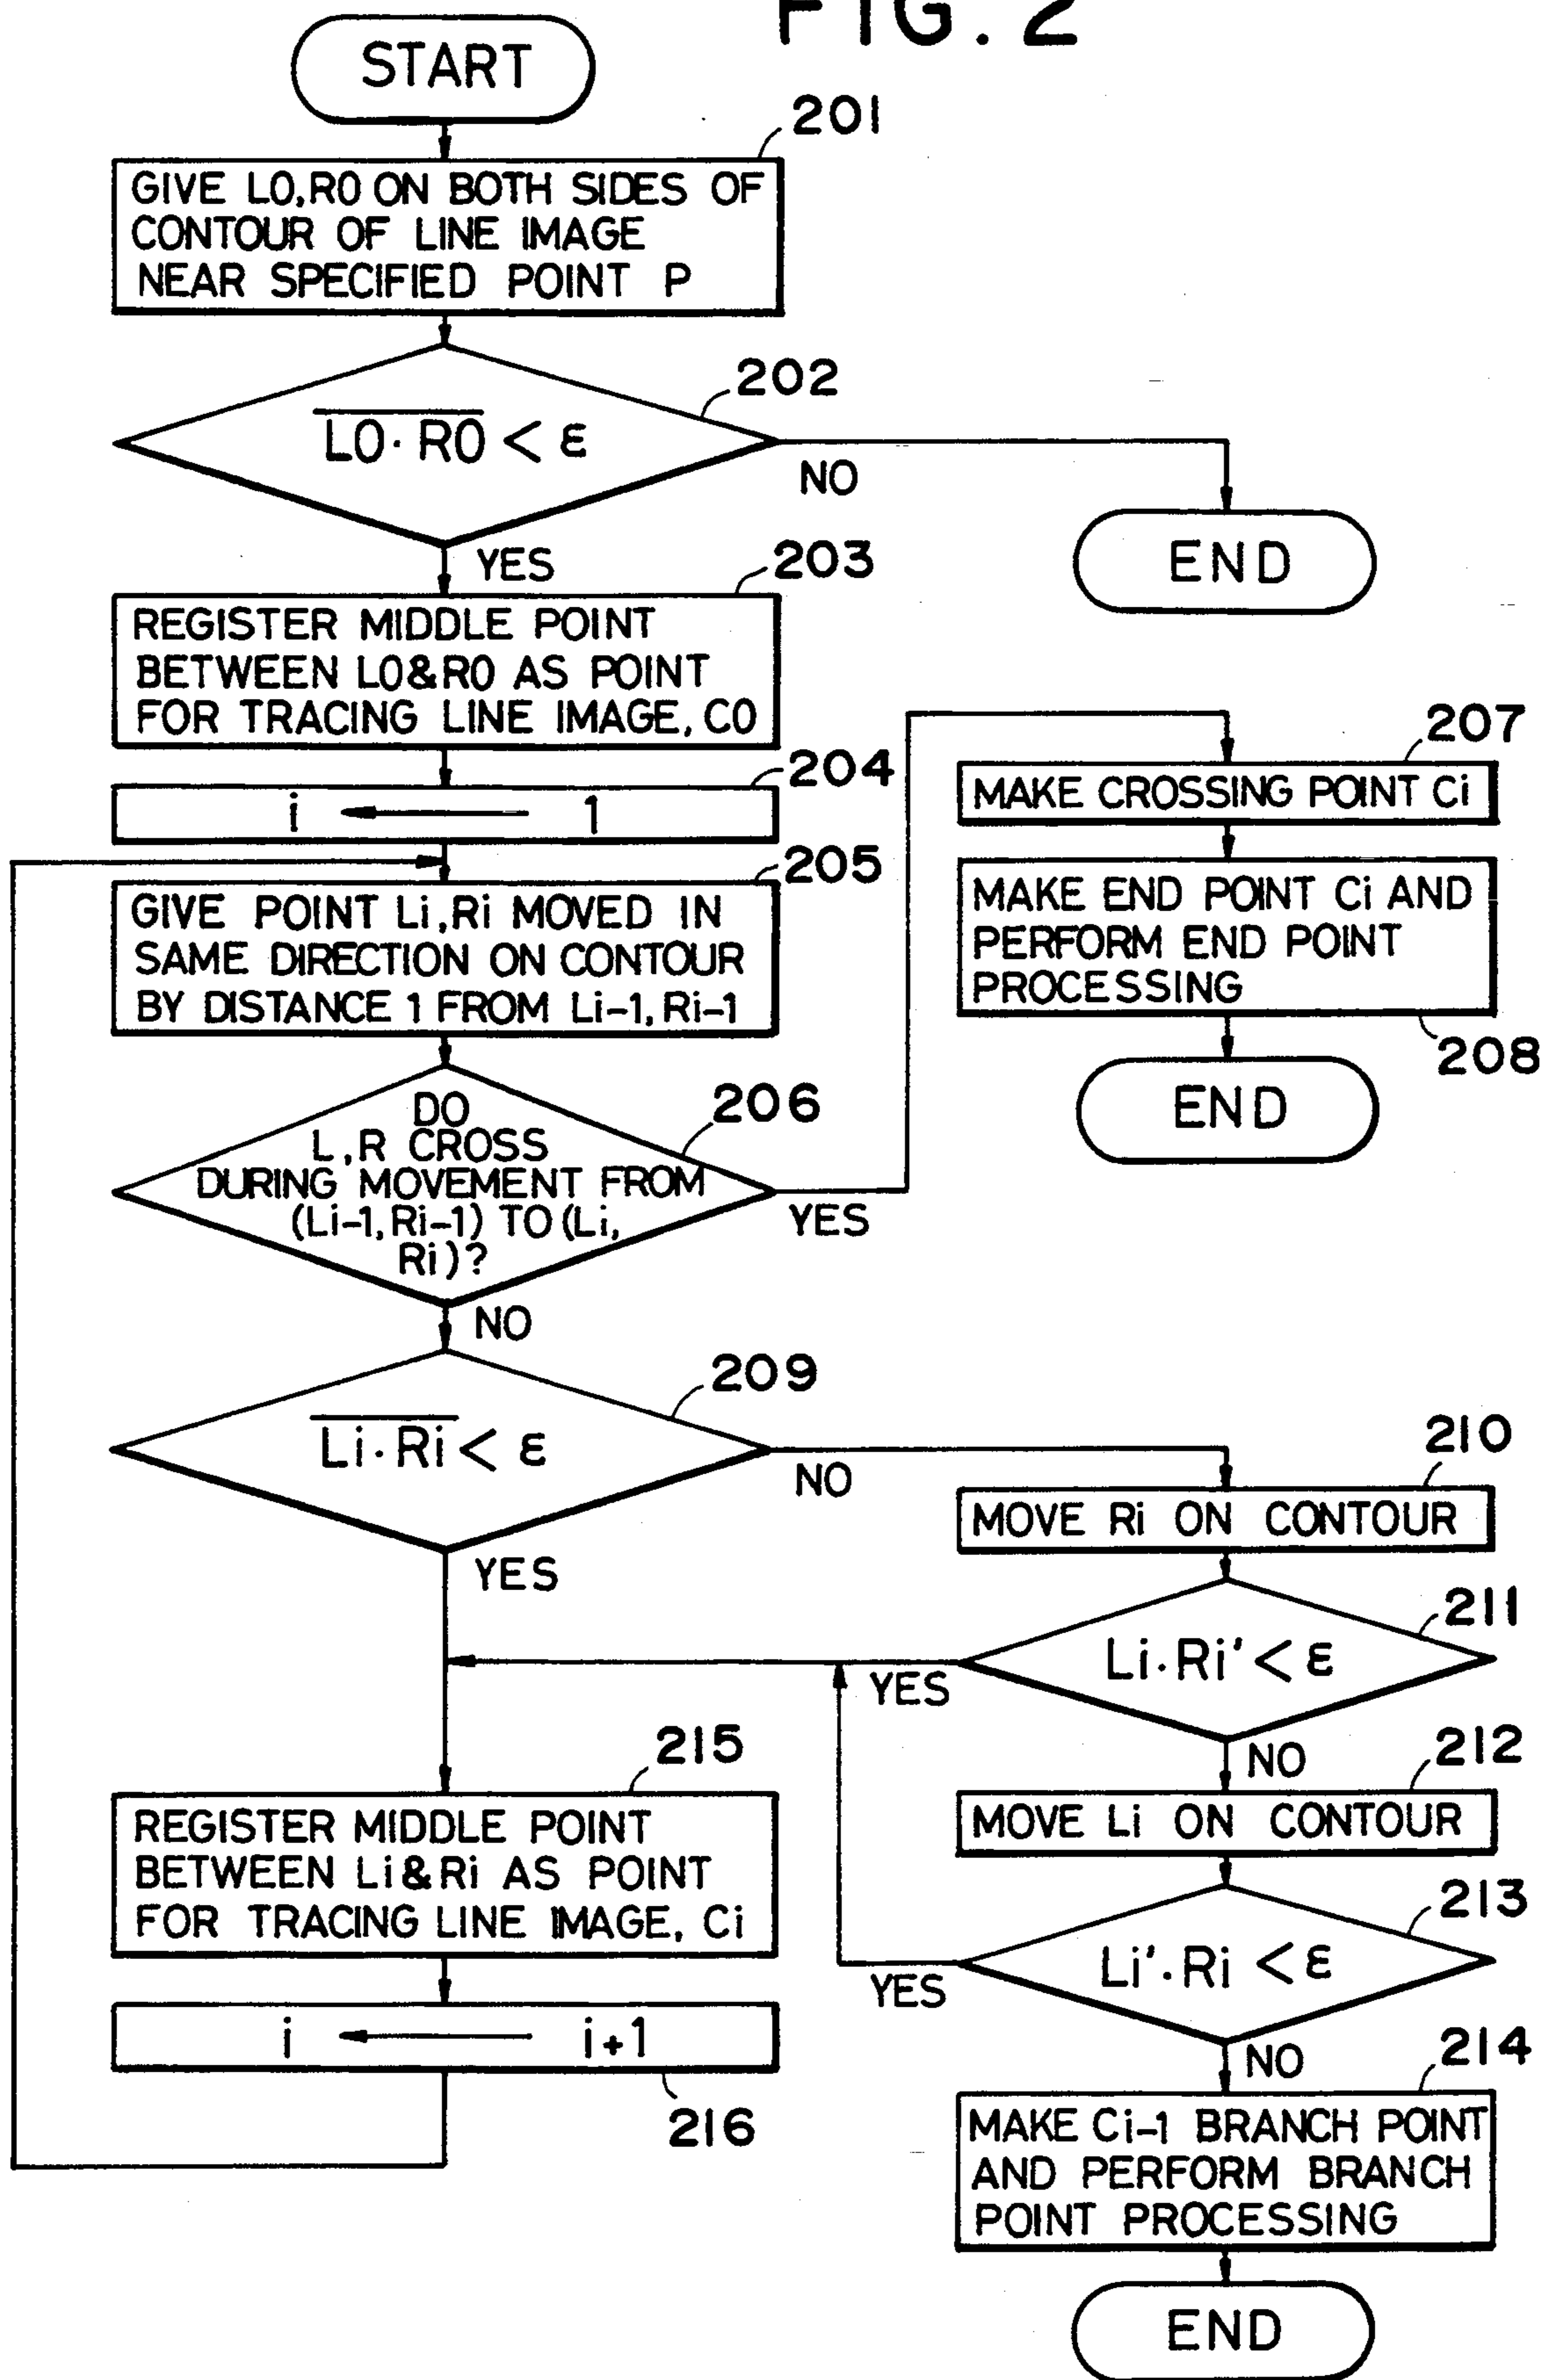 FIG. 2
START
201
GIVE L0,R0 ON BOTH SIDES OF
CONTOUR OF LINE IMAGE
NEAR SPECIFIED POINT P
202
L0·R0 < ε
NO
END
YES
203
REGISTER MIDDLE POINT
BETWEEN L0&R0 AS POINT
FOR TRACING LINE IMAGE, C0
204
i ← 1
205
GIVE POINT Li,Ri MOVED IN
SAME DIRECTION ON CONTOUR
BY DISTANCE 1 FROM Li-1,Ri-1
206
DO
L,R CROSS
DURING MOVEMENT FROM
(Li-1,Ri-1) TO (Li,
Ri)?
YES
207
MAKE CROSSING POINT Ci
MAKE END POINT Ci AND
PERFORM END POINT
PROCESSING
208
END
NO
209
Li·Ri < ε
NO
YES
210
MOVE Ri ON CONTOUR
211
Li·Ri' < ε
YES
NO
212
MOVE Li ON CONTOUR
213
Li'·Ri < ε
YES
NO
214
MAKE Ci-1 BRANCH POINT
AND PERFORM BRANCH
POINT PROCESSING
END
215
REGISTER MIDDLE POINT
BETWEEN Li&Ri AS POINT
FOR TRACING LINE IMAGE, Ci
i ← i+1
216